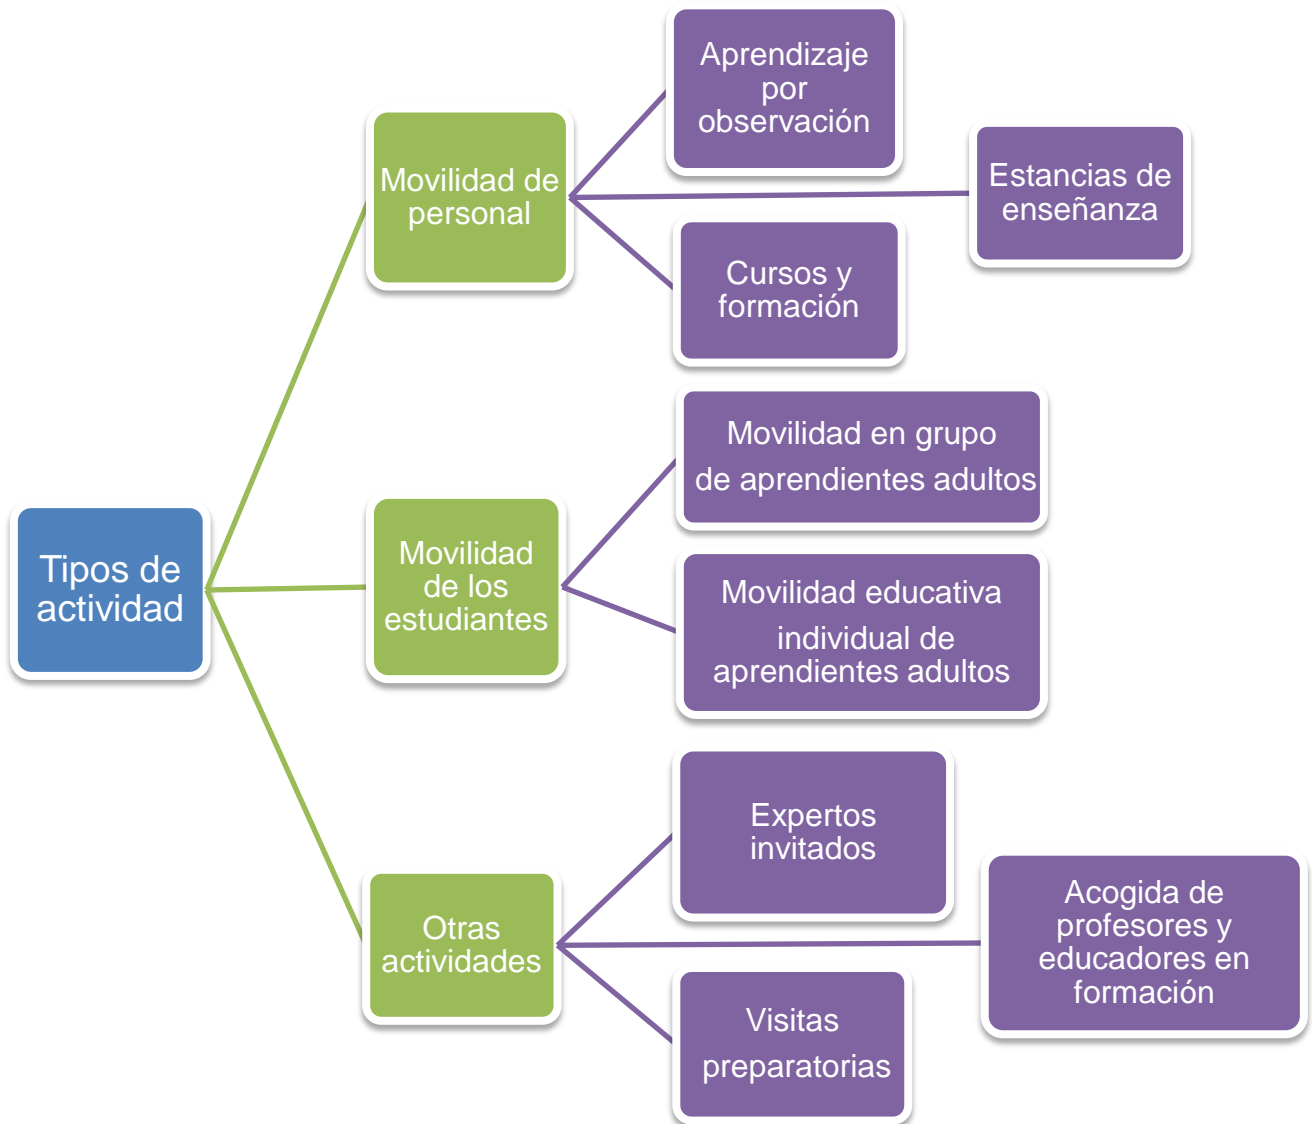 Tipos de
actividad
Movilidad de
personal
Aprendizaje
por
observación
Estancias de
enseñanza
Cursos y
formación
Movilidad
de los
estudiantes
Movilidad en grupo
de aprendientes adultos
Movilidad educativa
individual de
aprendientes adultos
Otras
actividades
Expertos
invitados
Acogida de
profesores y
educadores en
formación
Visitas
preparatorias